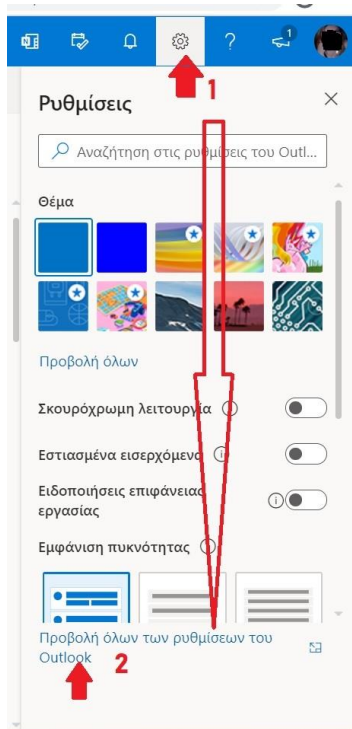 1
1
Ρυθμίσεις
Αναζήτηση στις ρυθμίσεις του Outl...
Θέμα
Προβολή όλων
Σκουρόχρωμη λειτουργία
Εστιασμένα εισερχόμενα
Ειδοποιήσεις επιφάνειας
εργασίας
Εμφάνιση πυκνότητας
Προβολή όλων των ρυθμίσεων του
Outlook
2